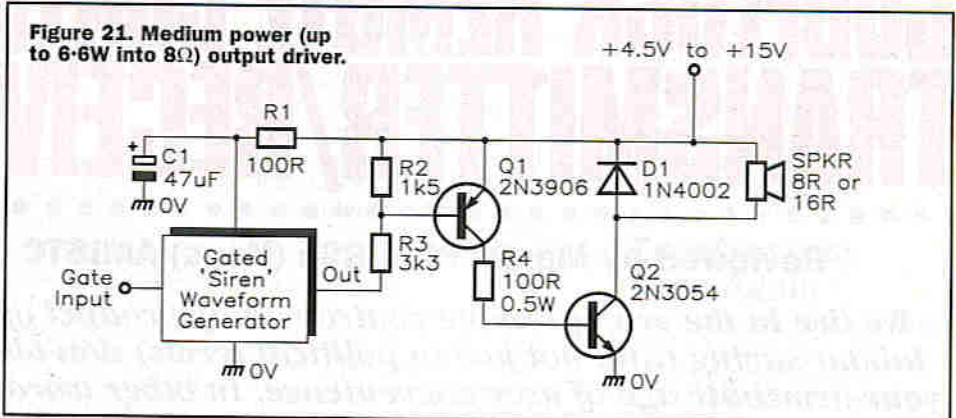 Figure 21. Medium power (up
to 6·6W into 8Ω) output driver.
+4.5V to +15V
R1
100R
+
C1
47uF
0V
R2
1k5
Q1
2N3906
D1
1N4002
SPKR
8R or
16R
R3
3k3
R4
100R
0.5W
Q2
2N3054
Gate
Input
Gated
'Siren'
Waveform
Generator
Out
0V
0V